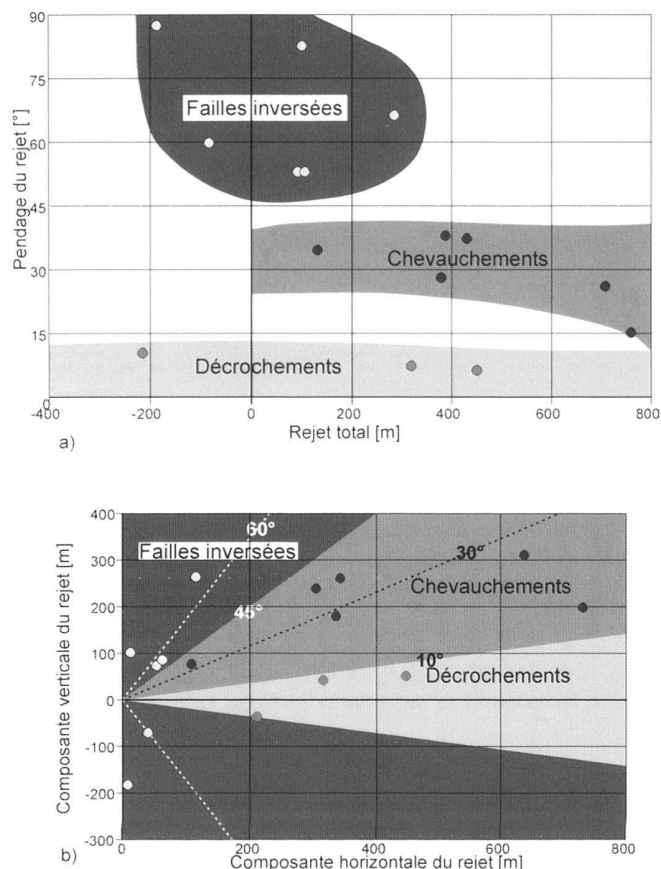 90
75
60
45
30
15
0
Pendage du rejet [°]
Failles inversées
Chevauchements
Décrochements
-400
-200
0
200
400
600
800
Rejet total [m]
a)
400
300
200
100
0
-100
-200
-300
Composante verticale du rejet [m]
60°
Failles inversées
30°
Chevauchements
45°
10°
Décrochements
0
200
400
600
800
Composante horizontale du rejet [m]
b)